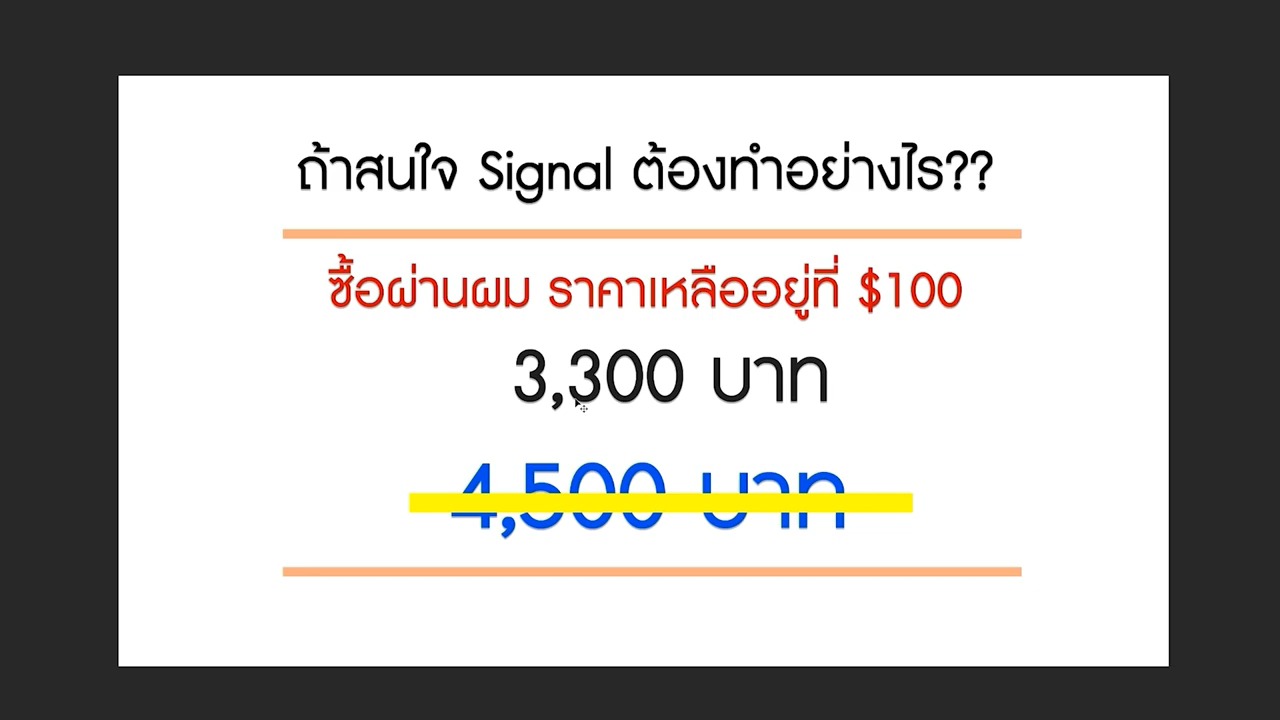 ถ้าสนใจ Signal ต้องทำอย่างไร??
ซื้อผ่านผม ราคาเหลืออยู่ที่ $100
3,300 บาท
4,500 บาท